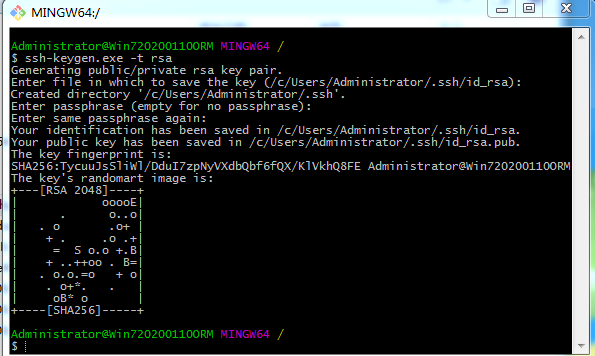 MINGW64:/
Administrator@Win7202001100RM MINGW64 /
$ ssh-keygen.exe -t rsa
Generating public/private rsa key pair.
Enter file in which to save the key (/c/Users/Administrator/.ssh/id_rsa):
Created directory '/c/Users/Administrator/.ssh'.
Enter passphrase (empty for no passphrase):
Enter same passphrase again:
Your identification has been saved in /c/Users/Administrator/.ssh/id_rsa.
Your public key has been saved in /c/Users/Administrator/.ssh/id_rsa.pub.
The key fingerprint is:
SHA256:TycuuJsSliWl/DduI7zpNyVXdbQbf6fQX/KlVkhQ8FE Administrator@Win7202001100RM
The key's randomart image is:
+---[RSA 2048]----+
|           ooooE|
|      .      o..o|
|   . o       .o+ |
|    + .     .o .+|
|     =  S o.o +.B|
|    + ..++oo . B=|
|   . o.o.=o   + o|
|    . o+*.   .   |
|     oB* o       |
+----[SHA256]-----+
Administrator@Win7202001100RM MINGW64 /
$